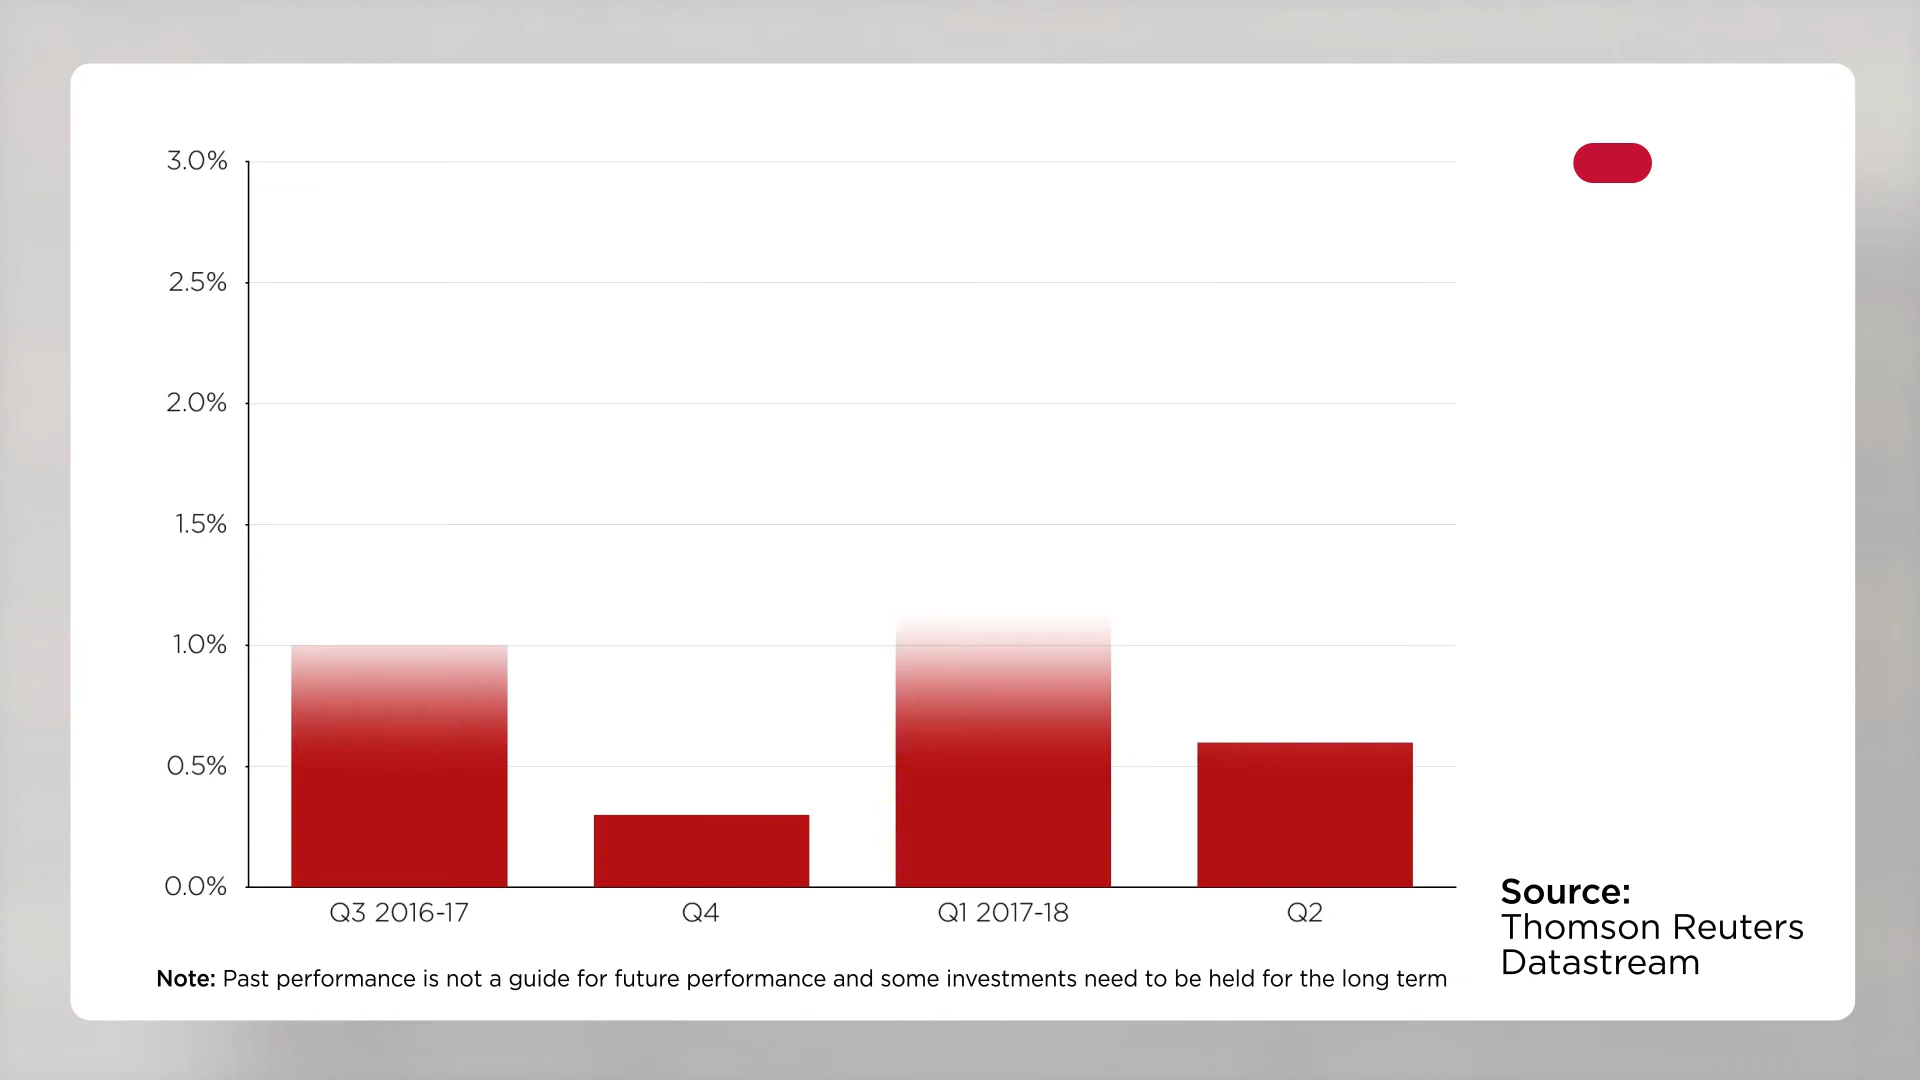 3.0%
2.5%
2.0%
1.5%
1.0%
0.5%
0.0%
Q3 2016-17 Q4 Q1 2017-18 Q2
Note: Past performance is not a guide for future performance and some investments need to be held for the long term
Source:
Thomson Reuters
Datastream